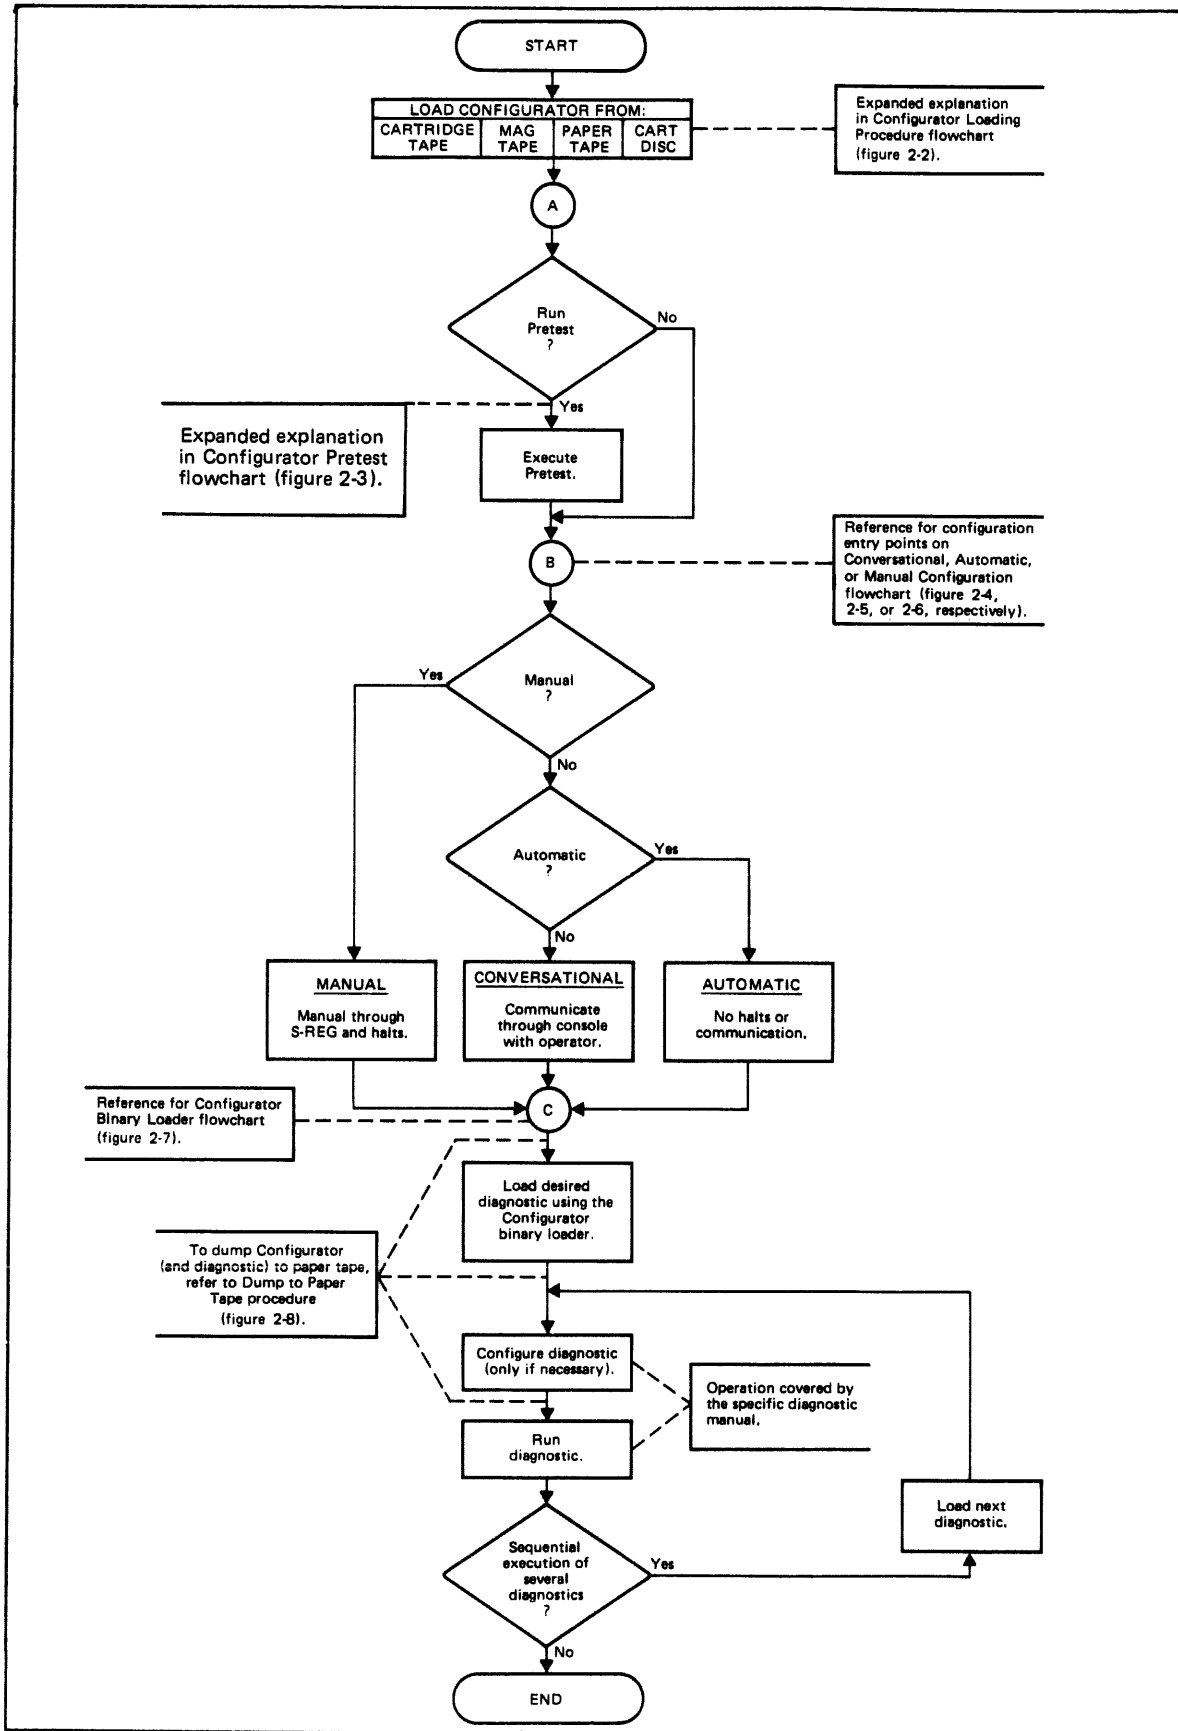 START
LOAD CONFIGURATOR FROM:
CARTRIDGE
TAPE
MAG
TAPE
PAPER
TAPE
CART
DISC
Expanded explanation
in Configurator Loading
Procedure flowchart
(figure 2-2).
A
Run
Pretest
?
No
Yes
Expanded explanation
in Configurator Pretest
flowchart (figure 2-3).
Execute
Pretest.
B
Reference for configuration
entry points on
Conversational, Automatic,
or Manual Configuration
flowchart (figure 2-4,
2-5, or 2-6, respectively).
Manual
?
Yes
No
Automatic
?
Yes
No
MANUAL
Manual through
S-REG and halts.
CONVERSATIONAL
Communicate
through console
with operator.
AUTOMATIC
No halts or
communication.
C
Reference for Configurator
Binary Loader flowchart
(figure 2-7).
Load desired
diagnostic using the
Configurator
binary loader.
To dump Configurator
(and diagnostic) to paper tape,
refer to Dump to Paper
Tape procedure
(figure 2-8).
Configure diagnostic
(only if necessary).
Operation covered by
the specific diagnostic
manual.
Run
diagnostic.
Load next
diagnostic.
Sequential
execution of
several
diagnostics
?
Yes
No
END